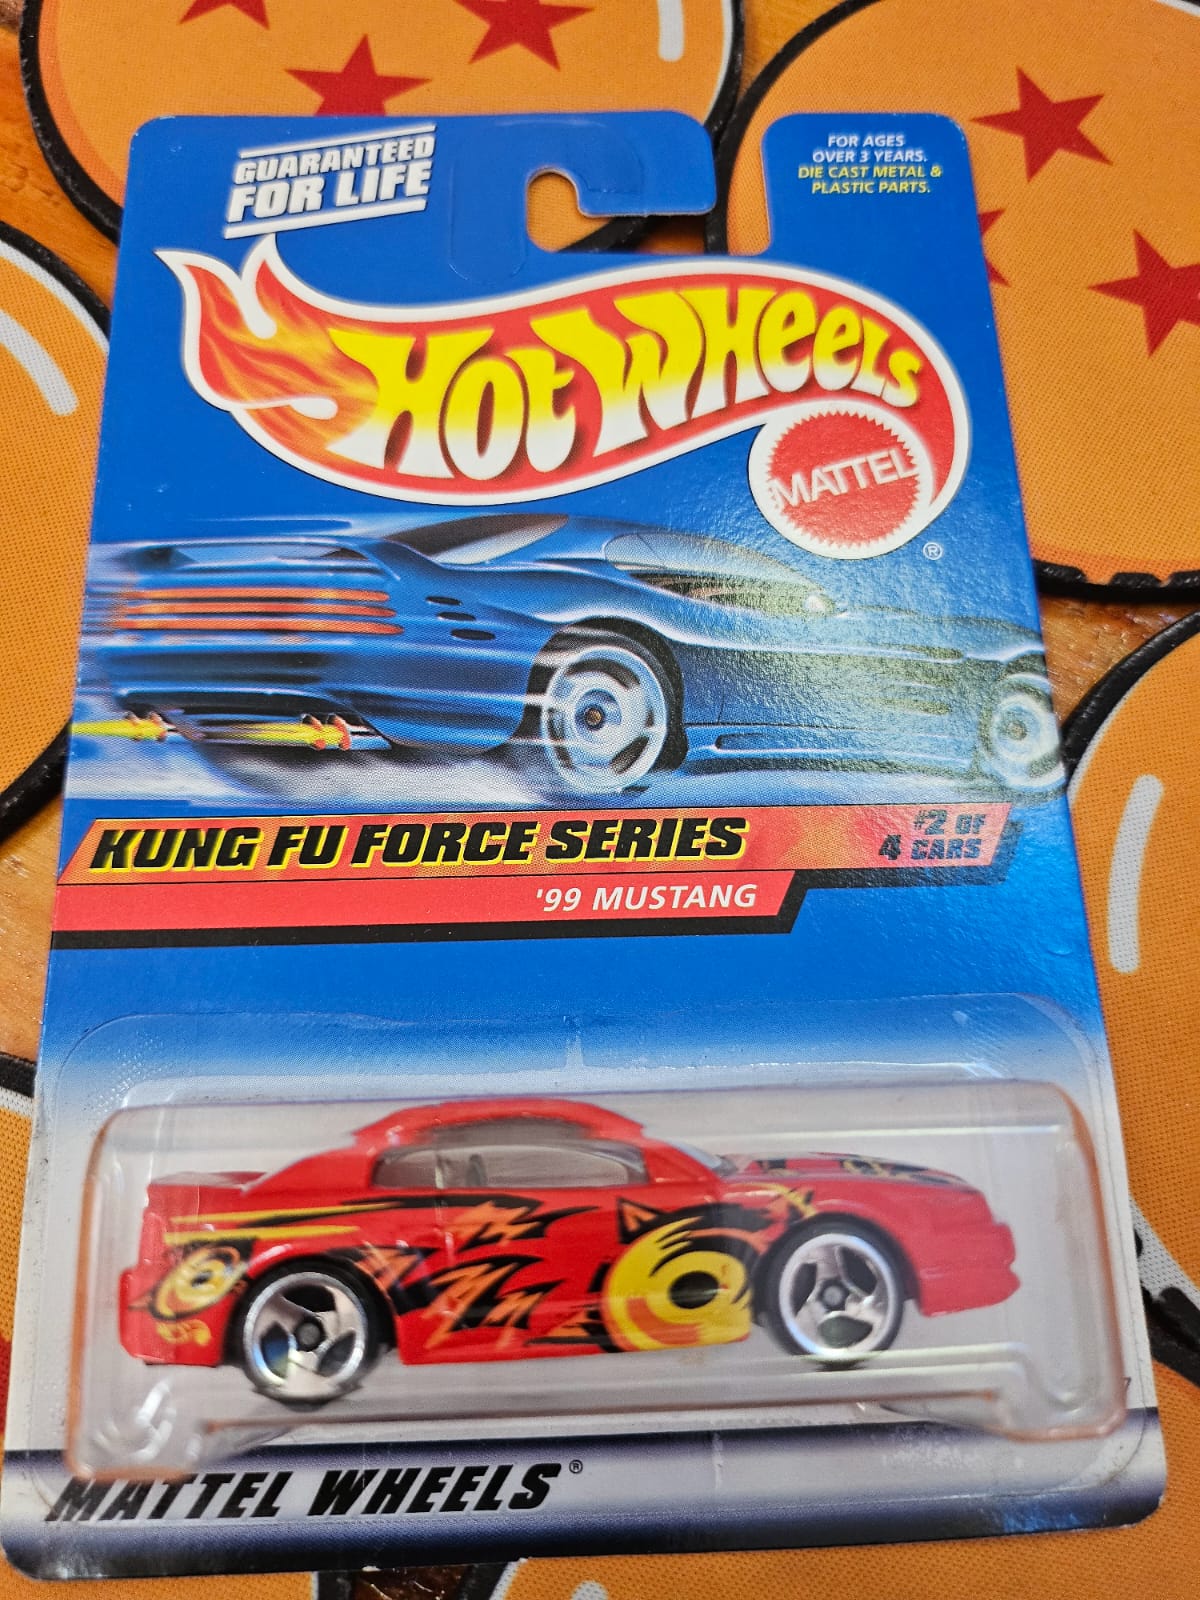 GUARANTEED
FOR LIFE
FOR AGES
OVER 3 YEARS.
DIE CAST METAL &
PLASTIC PARTS.
HOT WHEELS
MATTEL
®
KUNG FU FORCE SERIES
#2 OF
4 CARS
'99 MUSTANG
MATTEL WHEELS®